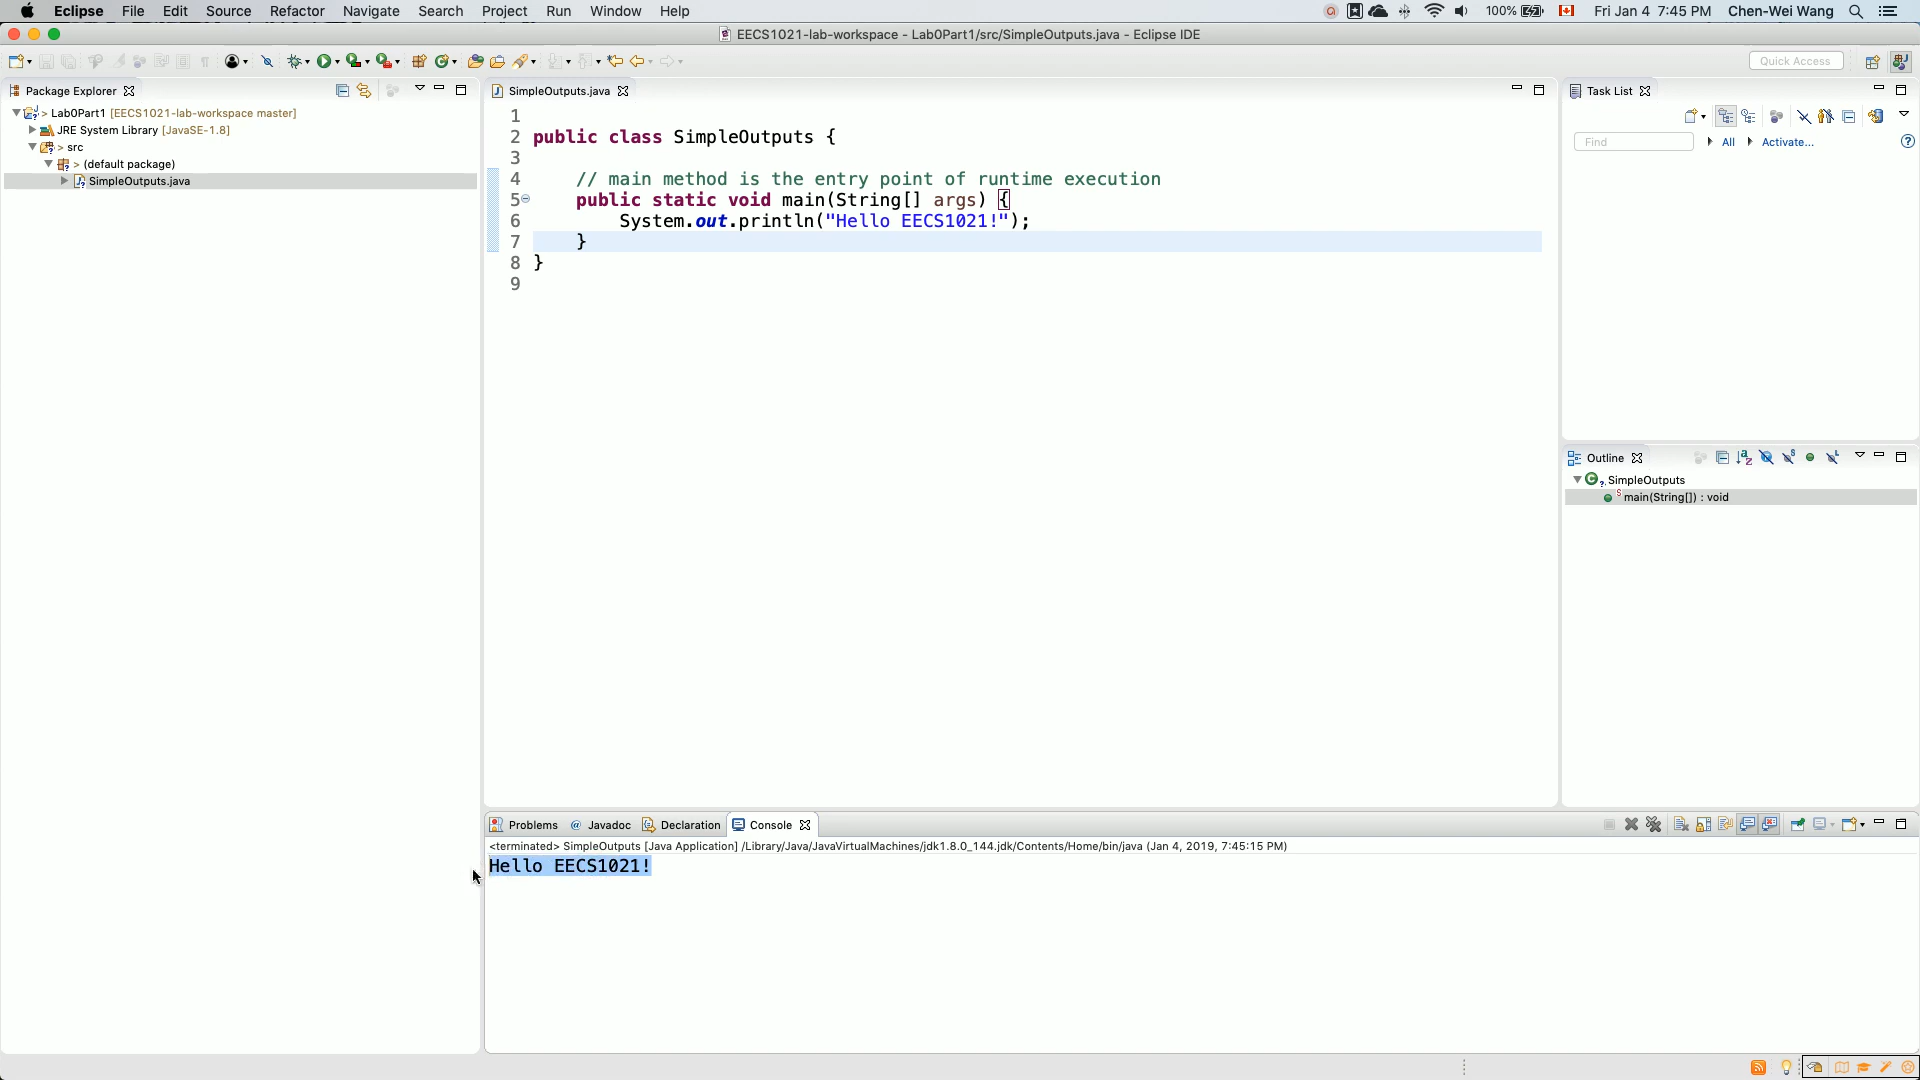 Eclipse File Edit Source Refactor Navigate Search Project Run Window Help 100% Fri Jan 4 7:45 PM Chen-Wei Wang
EECS1021-lab-workspace - Lab0Part1/src/SimpleOutputs.java - Eclipse IDE
Quick Access
Package Explorer
> Lab0Part1 [EECS1021-lab-workspace master]
JRE System Library [JavaSE-1.8]
> src
> (default package)
SimpleOutputs.java
SimpleOutputs.java
1
2 public class SimpleOutputs {
3
4 // main method is the entry point of runtime execution
5 public static void main(String[] args) {
6 System.out.println("Hello EECS1021!");
7 }
8 }
9
Task List
Find All Activate...
Outline
SimpleOutputs
main(String[]) : void
Problems @ Javadoc Declaration Console
<terminated> SimpleOutputs [Java Application] /Library/Java/JavaVirtualMachines/jdk1.8.0_144.jdk/Contents/Home/bin/java (Jan 4, 2019, 7:45:15 PM)
Hello EECS1021!